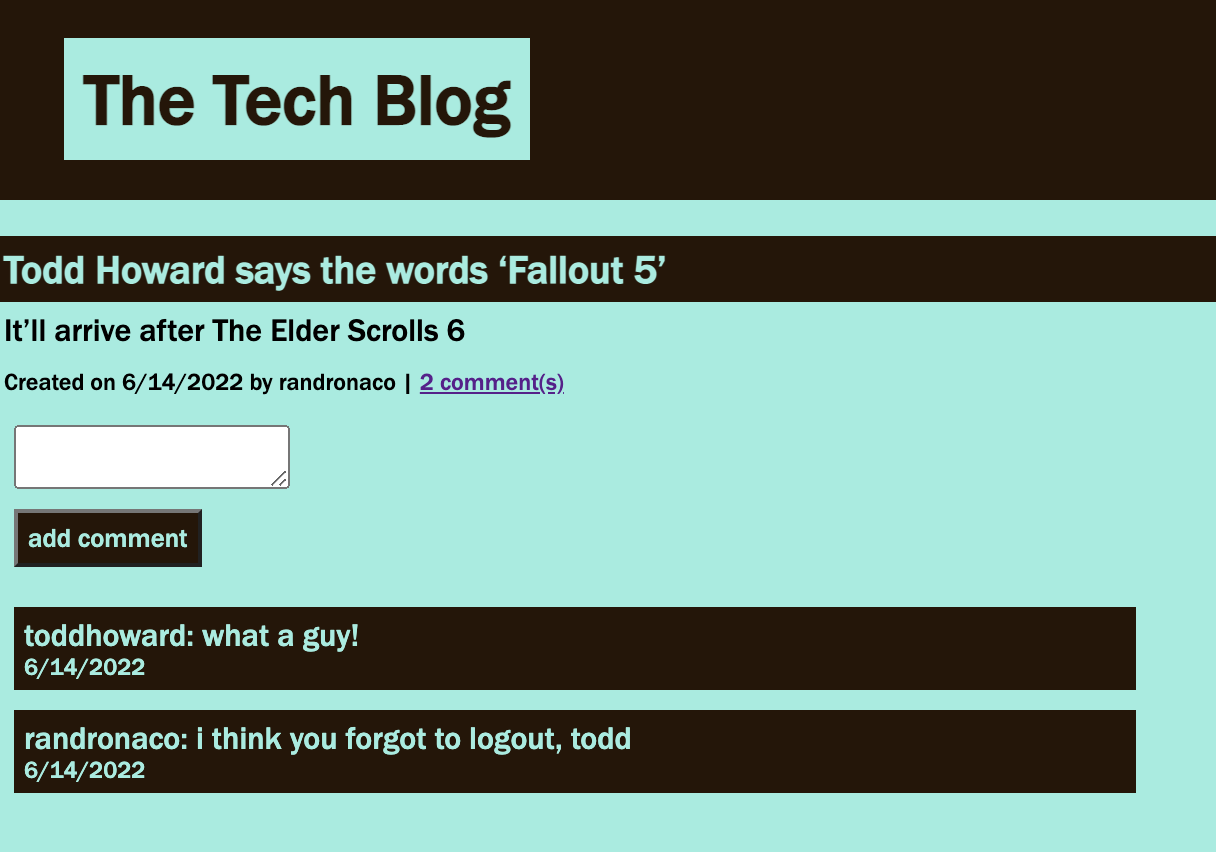 The Tech Blog
Todd Howard says the words ‘Fallout 5’
It’ll arrive after The Elder Scrolls 6
Created on 6/14/2022 by randronaco | 2 comment(s)
add comment
toddhoward: what a guy!
6/14/2022
randronaco: i think you forgot to logout, todd
6/14/2022